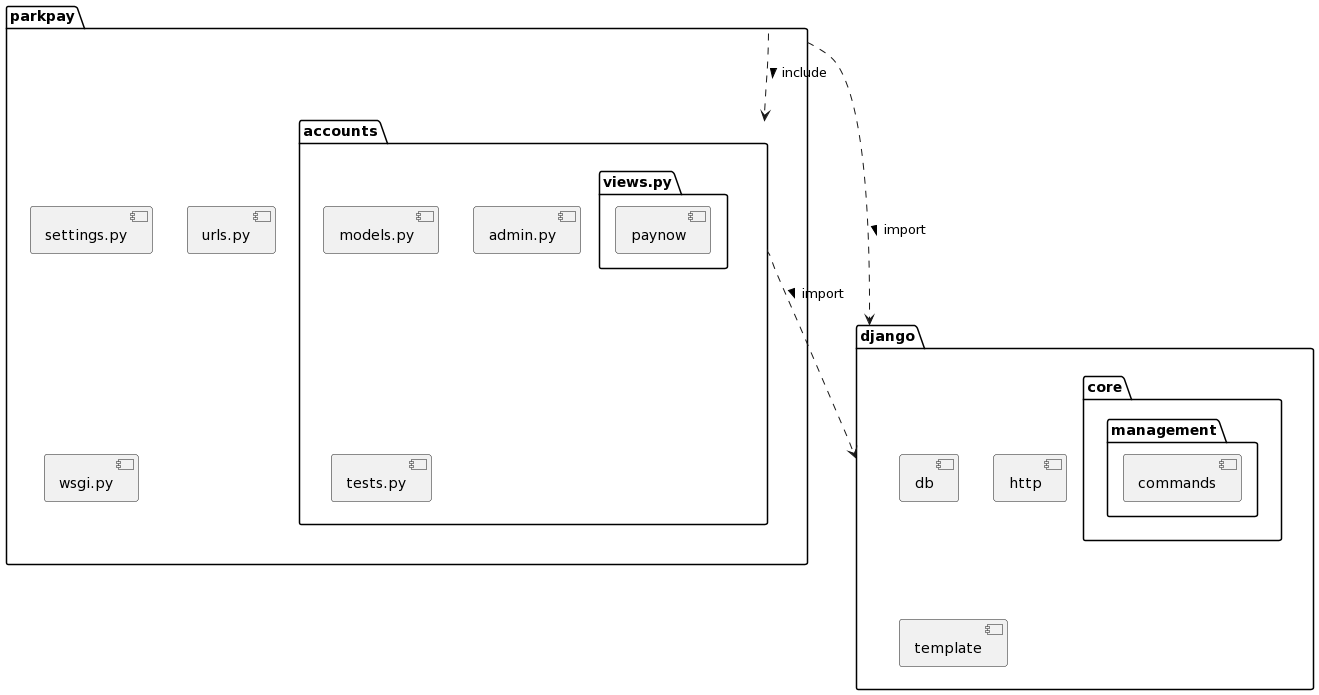 parkpay
include
accounts
views.py
settings.py
urls.py
models.py
admin.py
paynow
import
import
django
core
management
wsgi.py
tests.py
db
http
commands
template